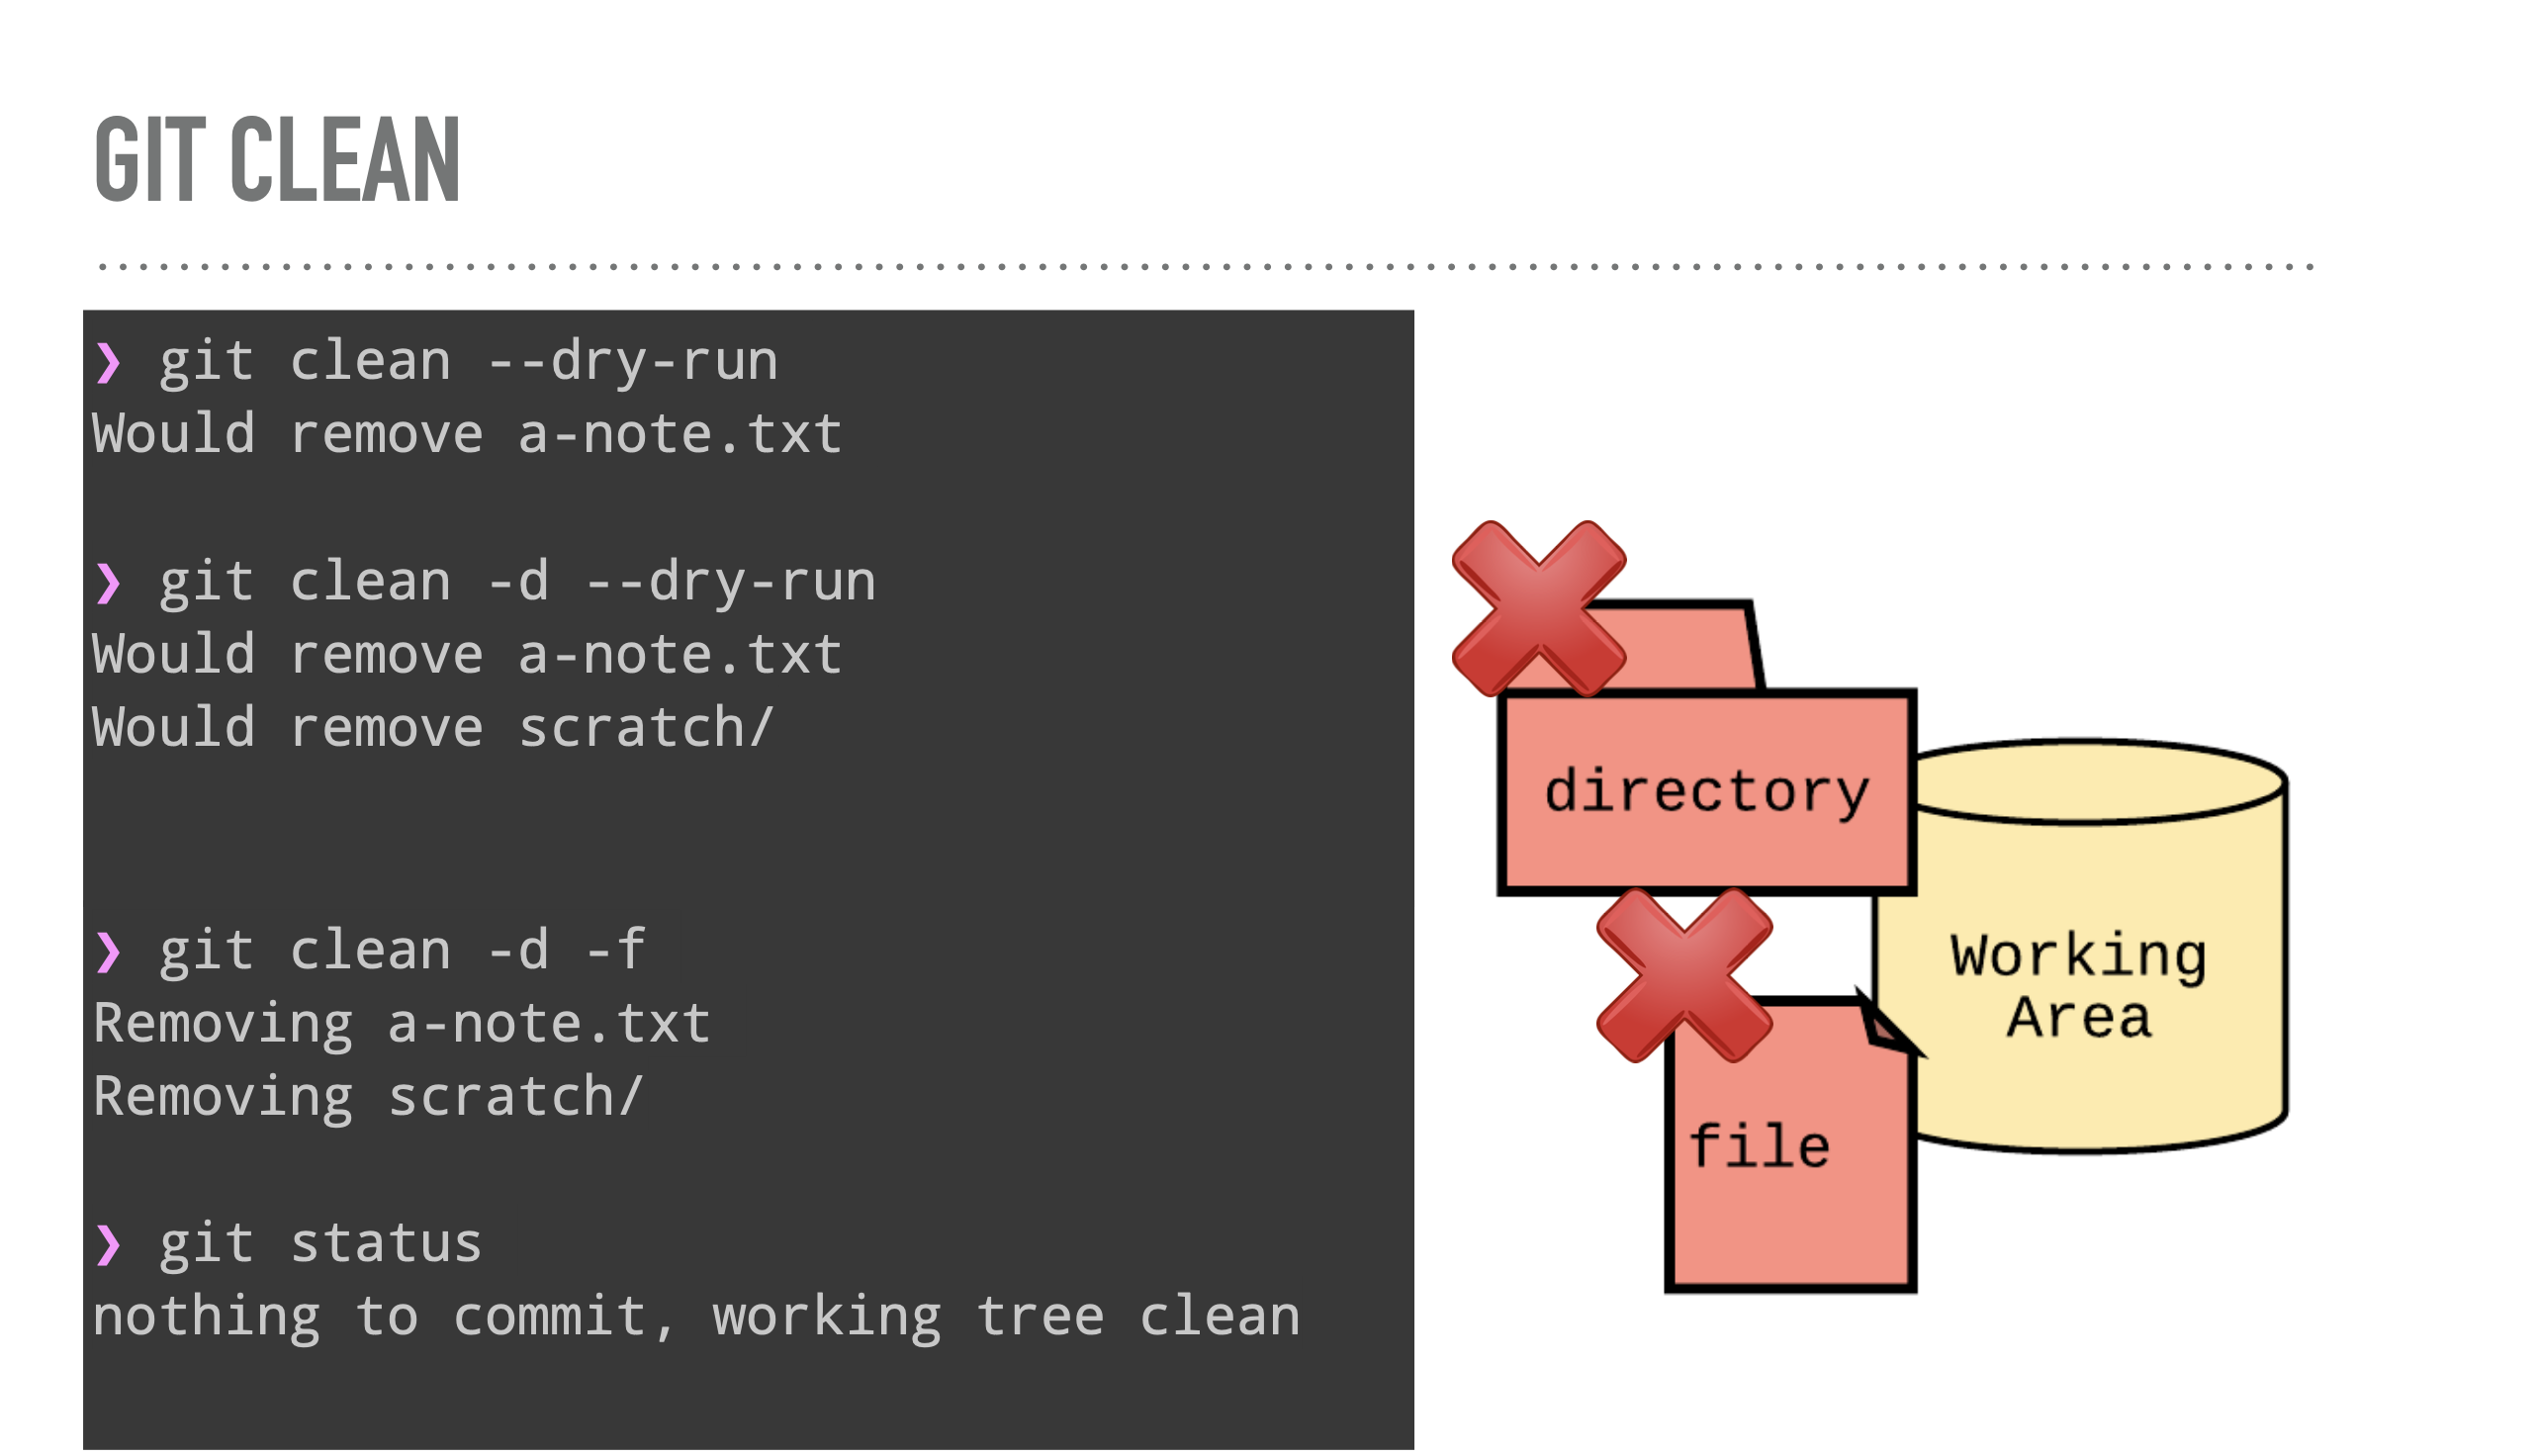 GIT CLEAN
❯ git clean --dry-run
Would remove a-note.txt
❯ git clean -d --dry-run
Would remove a-note.txt
Would remove scratch/
❯ git clean -d -f
Removing a-note.txt
Removing scratch/
❯ git status
nothing to commit, working tree clean
directory
Working
Area
file